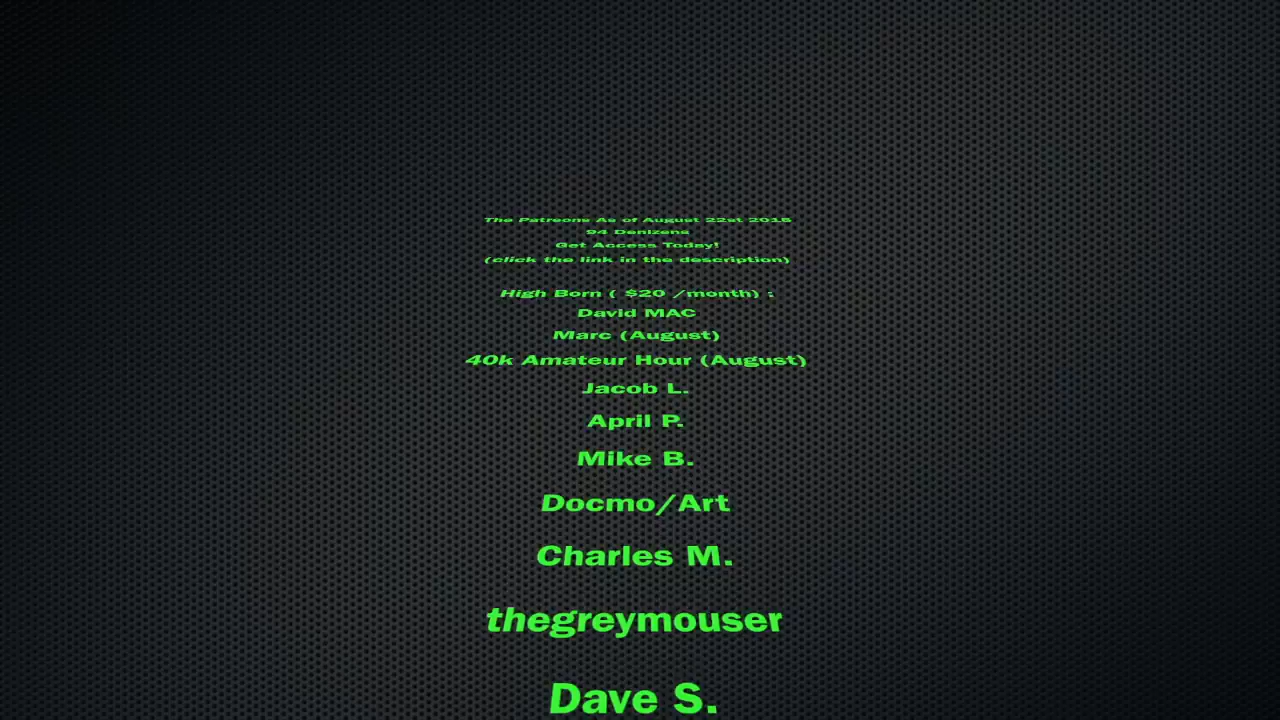 The Patreons As of August 22st 2016
94 Denizens
Get Access Today!
(click the link in the description)
High Born ( $20 /month) :
David MAC
Marc (August)
40k Amateur Hour (August)
Jacob L.
April P.
Mike B.
Docmo/Art
Charles M.
thegreymouser
Dave S.